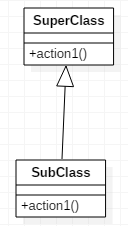 SuperClass
+action1()
SubClass
+action1()